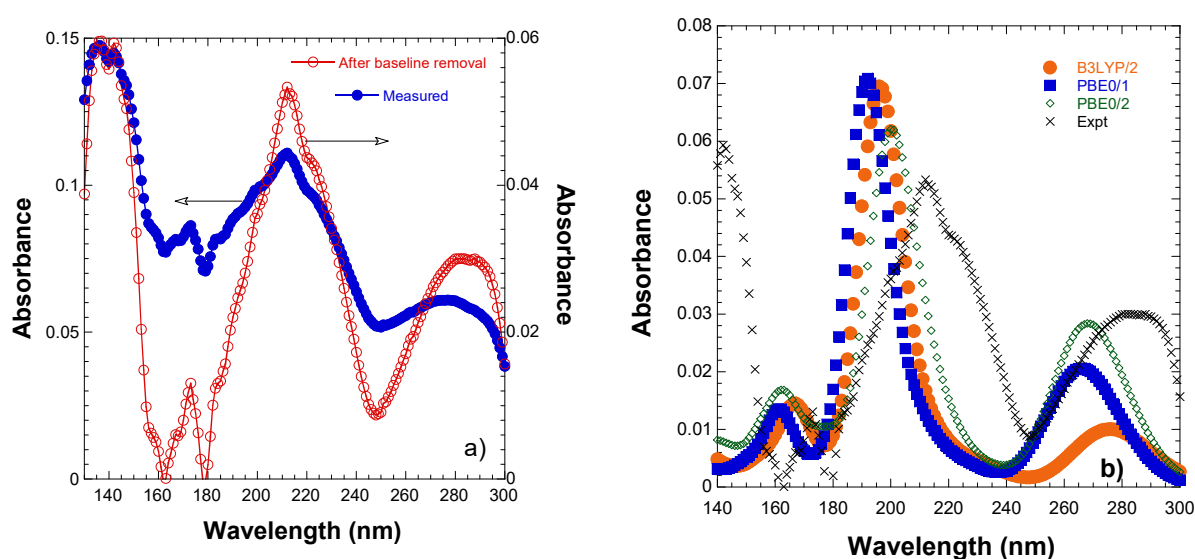 0.15
0.1
0.05
0
0.06
0.04
0.02
0
Absorbance
Absorbance
After baseline removal
Measured
a)
140 160 180 200 220 240 260 280 300
Wavelength (nm)
0.08
0.07
0.06
0.05
0.04
0.03
0.02
0.01
0
Absorbance
B3LYP/2
PBE0/1
PBE0/2
Expt
b)
140 160 180 200 220 240 260 280 300
Wavelength (nm)